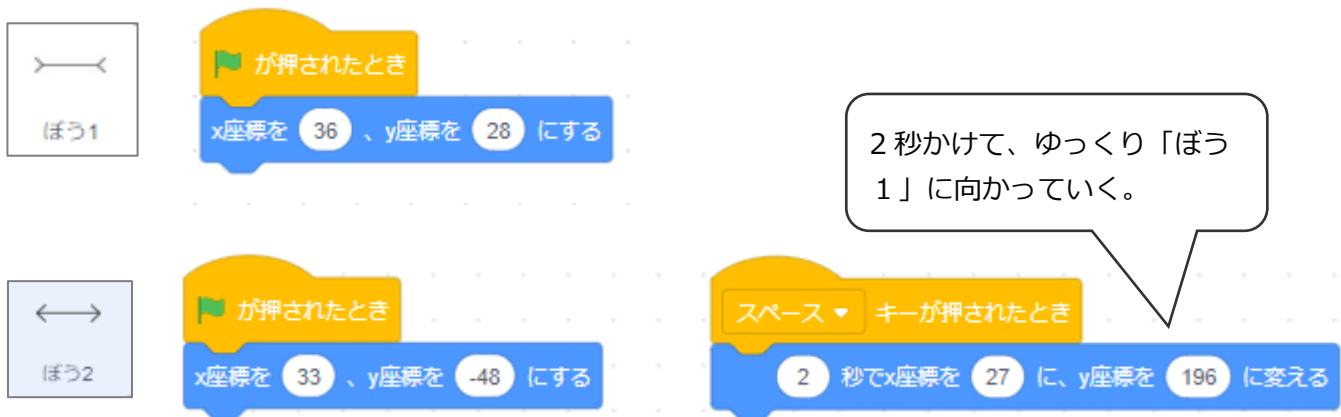 が押されたとき
x座標を 36 、y座標を 28 にする
ぼう1
2秒かけて、ゆっくり「ぼう
1」に向かっていく。
が押されたとき
x座標を 33 、y座標を -48 にする
ぼう2
スペース キーが押されたとき
2 秒でx座標を 27 に、y座標を 196 に変える